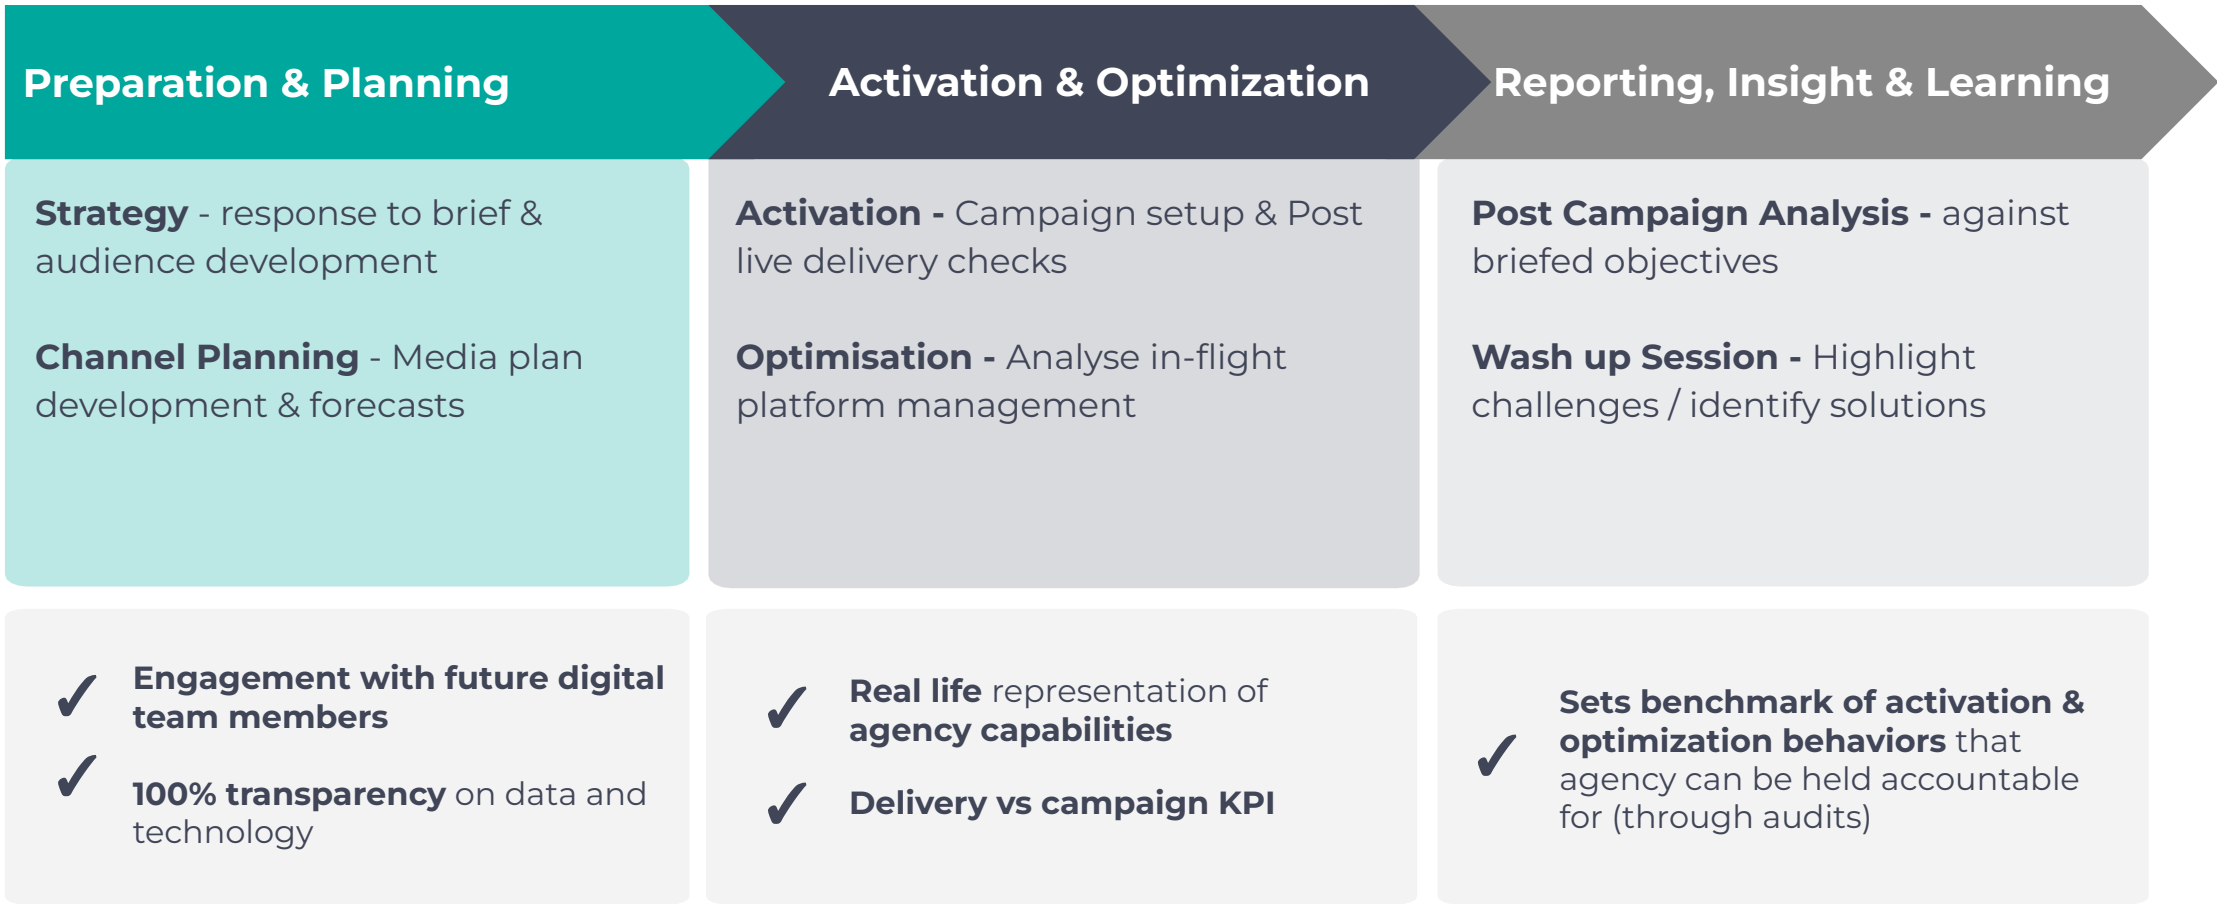 Preparation & Planning
Activation & Optimization
Reporting, Insight & Learning
Strategy - response to brief &
audience development
Channel Planning - Media plan
development & forecasts
Activation - Campaign setup & Post
live delivery checks
Optimisation - Analyse in-flight
platform management
Post Campaign Analysis - against
briefed objectives
Wash up Session - Highlight
challenges / identify solutions
✓ Engagement with future digital
team members
✓ 100% transparency on data and
technology
✓ Real life representation of
agency capabilities
✓ Delivery vs campaign KPI
✓ Sets benchmark of activation &
optimization behaviors that
agency can be held accountable
for (through audits)